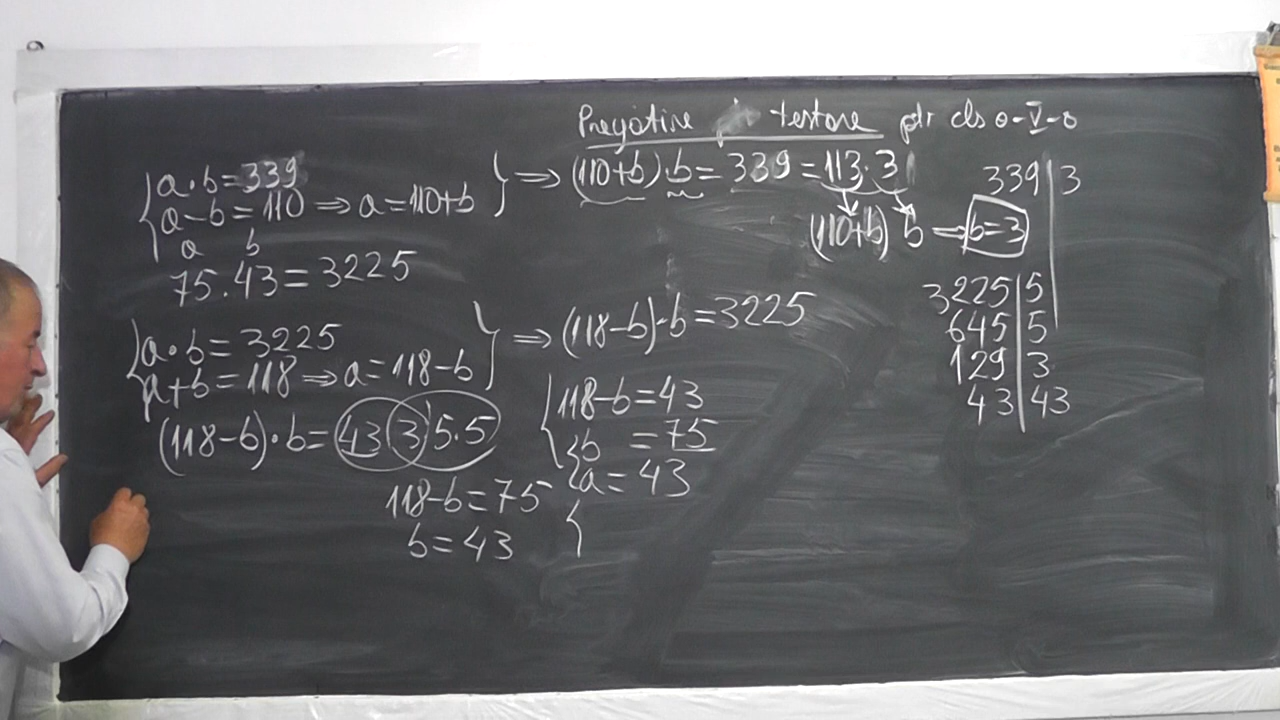 Pregătire testare ptr cls a-V-a
a·b=339
a-b=110 ⇒ a=110+b
⇒ (110+b)·b=339=113·3
(110+b) b ⇒ b=3
339|3
a b
75·43=3225
a·b=3225
a+b=118 ⇒ a=118-b
⇒ (118-b)·b=3225
(118-b)·b=43 3 5·5
118-b=75
b=43
118-b=43
b =75
a=43
3225|5
645|5
129|3
43|43